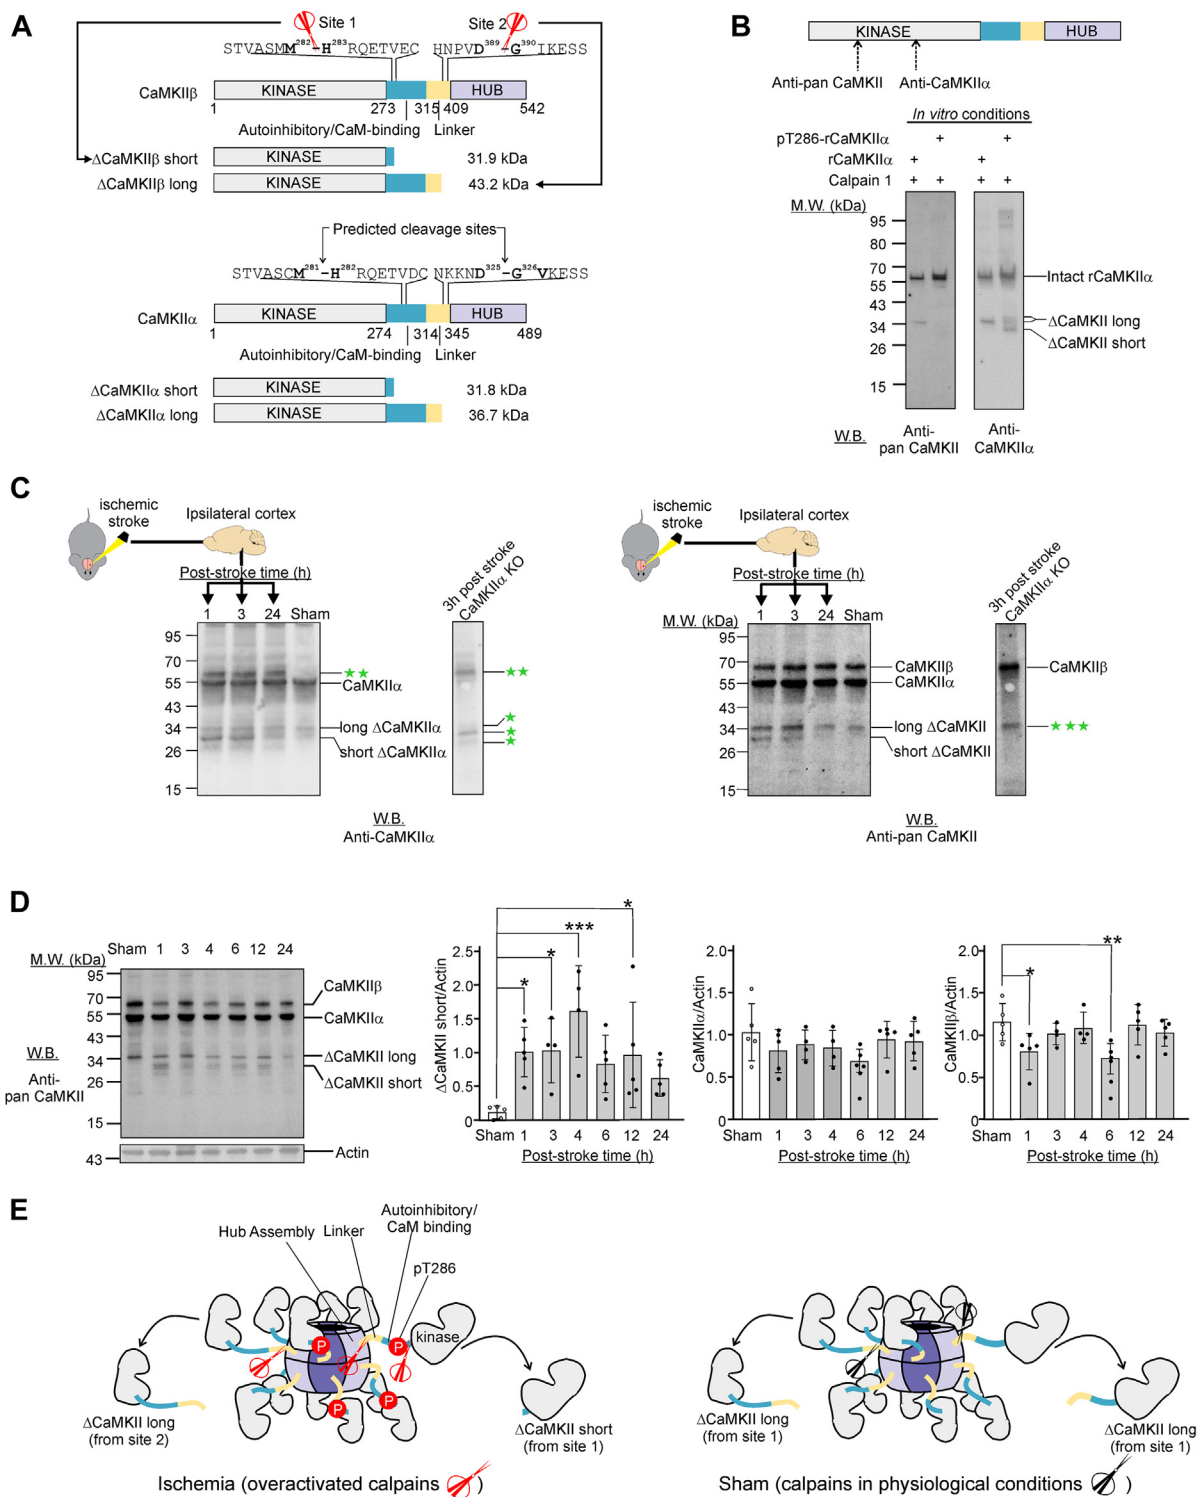 A
Site 1
Site 2
STVASMM²⁸²–H²⁸³RQETVEC HNPVD³⁸⁹–G³⁹⁰IKESS
CaMKIIβ
KINASE
HUB
1 273 315 409 542
Autoinhibitory/CaM-binding Linker
ΔCaMKIIβ short KINASE 31.9 kDa
ΔCaMKIIβ long KINASE 43.2 kDa
Predicted cleavage sites
STVASCM²⁸¹–H²⁸²RQETVDC NKKND³²⁵–G³²⁶VKESS
CaMKIIα
KINASE
HUB
1 274 314 345 489
Autoinhibitory/CaM-binding Linker
ΔCaMKIIα short KINASE 31.8 kDa
ΔCaMKIIα long KINASE 36.7 kDa
B
KINASE
HUB
Anti-pan CaMKII
Anti-CaMKIIα
In vitro conditions
pT286-rCaMKIIα + +
rCaMKIIα + +
Calpain 1 + + + +
M.W. (kDa)
95
80
70
55
43
34
26
15
Intact rCaMKIIα
ΔCaMKII long
ΔCaMKII short
W.B.
Anti-
pan CaMKII
Anti-
CaMKIIα
C
ischemic
stroke
Ipsilateral cortex
Post-stroke time (h)
1 3 24 Sham
95
70
55
43
34
26
15
★★
CaMKIIα
long ΔCaMKIIα
short ΔCaMKIIα
3h post stroke
CaMKIIα KO
★★
★
★
★
W.B.
Anti-CaMKIIα
ischemic
stroke
Ipsilateral cortex
Post-stroke time (h)
M.W. (kDa)
1 3 24 Sham
95
70
55
43
34
26
15
CaMKIIβ
CaMKIIα
long ΔCaMKII
short ΔCaMKII
3h post stroke
CaMKIIα KO
CaMKIIβ
★★★
W.B.
Anti-pan CaMKII
D
Sham 1 3 4 6 12 24
M.W. (kDa)
95
70
55
43
34
26
15
43
W.B.
Anti-
pan CaMKII
CaMKIIβ
CaMKIIα
ΔCaMKII long
ΔCaMKII short
Actin
ΔCaMKII short/Actin
2.5
2.0
1.5
1.0
0.5
0
*
*
***
*
Sham 1 3 4 6 12 24
Post-stroke time (h)
CaMKIIα/Actin
2.0
1.5
1.0
0.5
0
Sham 1 3 4 6 12 24
Post-stroke time (h)
CaMKIIβ/Actin
2.0
1.5
1.0
0.5
0
*
**
Sham 1 3 4 6 12 24
Post-stroke time (h)
E
Hub Assembly
Linker
Autoinhibitory/
CaM binding
pT286
kinase
P
P
P
P
ΔCaMKII long
(from site 2)
ΔCaMKII short
(from site 1)
Ischemia (overactivated calpains )
ΔCaMKII long
(from site 1)
ΔCaMKII long
(from site 1)
Sham (calpains in physiological conditions )